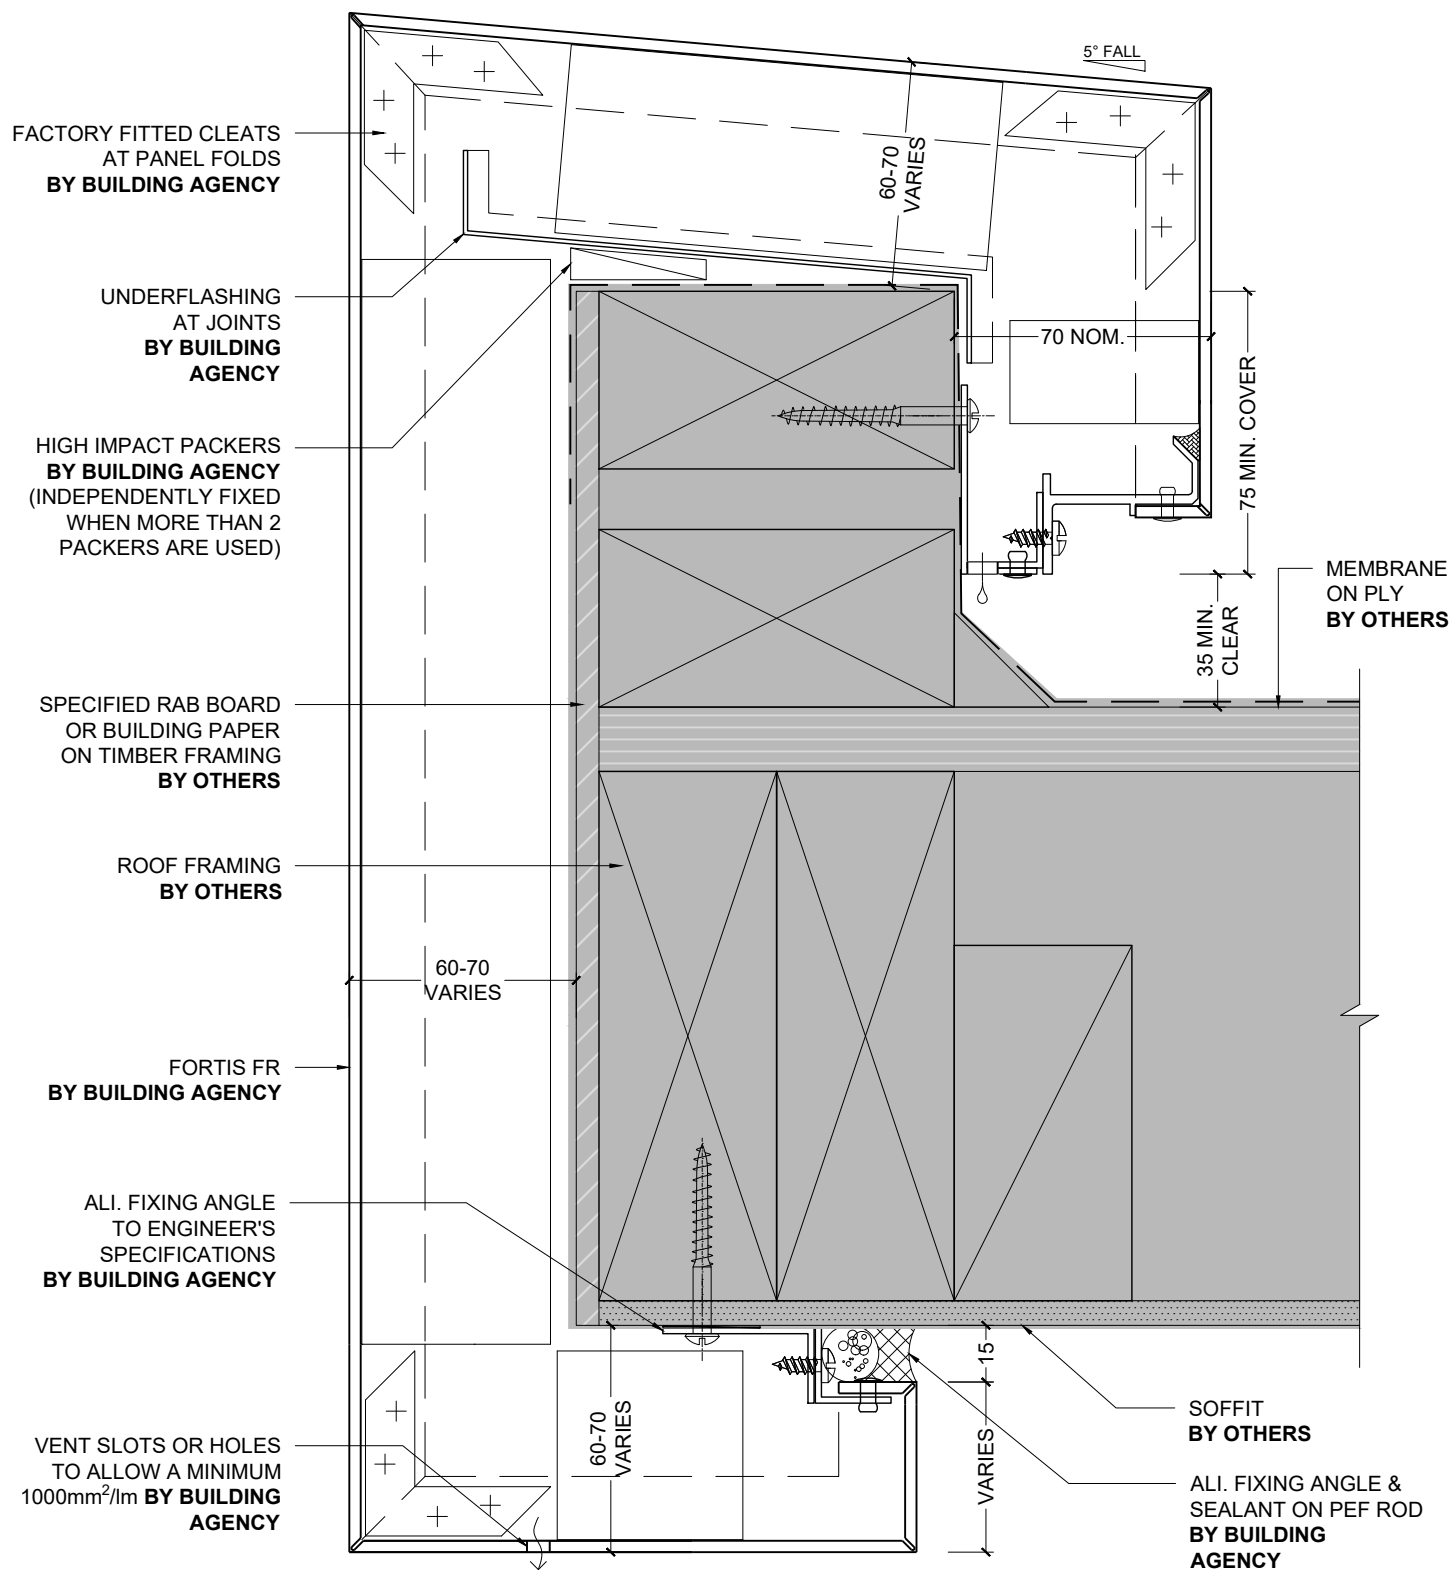 5° FALL
FACTORY FITTED CLEATS
AT PANEL FOLDS
BY BUILDING AGENCY
60-70
VARIES
UNDERFLASHING
AT JOINTS
BY BUILDING
AGENCY
70 NOM.
75 MIN. COVER
HIGH IMPACT PACKERS
BY BUILDING AGENCY
(INDEPENDENTLY FIXED
WHEN MORE THAN 2
PACKERS ARE USED)
MEMBRANE
ON PLY
BY OTHERS
35 MIN.
CLEAR
SPECIFIED RAB BOARD
OR BUILDING PAPER
ON TIMBER FRAMING
BY OTHERS
ROOF FRAMING
BY OTHERS
60-70
VARIES
FORTIS FR
BY BUILDING AGENCY
ALI. FIXING ANGLE
TO ENGINEER'S
SPECIFICATIONS
BY BUILDING AGENCY
15
SOFFIT
BY OTHERS
60-70
VARIES
VARIES
VENT SLOTS OR HOLES
TO ALLOW A MINIMUM
1000mm²/lm BY BUILDING
AGENCY
ALI. FIXING ANGLE &
SEALANT ON PEF ROD
BY BUILDING
AGENCY